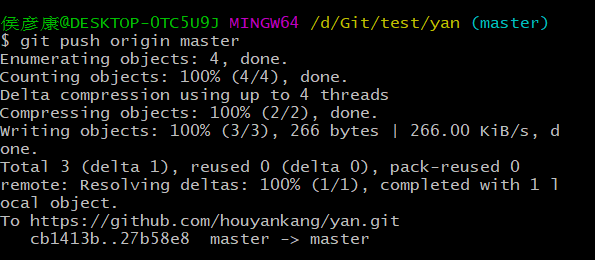 侯彦康@DESKTOP-OTC5U9J MINGW64 /d/Git/test/yan (master)
$ git push origin master
Enumerating objects: 4, done.
Counting objects: 100% (4/4), done.
Delta compression using up to 4 threads
Compressing objects: 100% (2/2), done.
Writing objects: 100% (3/3), 266 bytes | 266.00 KiB/s, d
one.
Total 3 (delta 1), reused 0 (delta 0), pack-reused 0
remote: Resolving deltas: 100% (1/1), completed with 1 l
ocal object.
To https://github.com/houyankang/yan.git
   cb1413b..27b58e8  master -> master